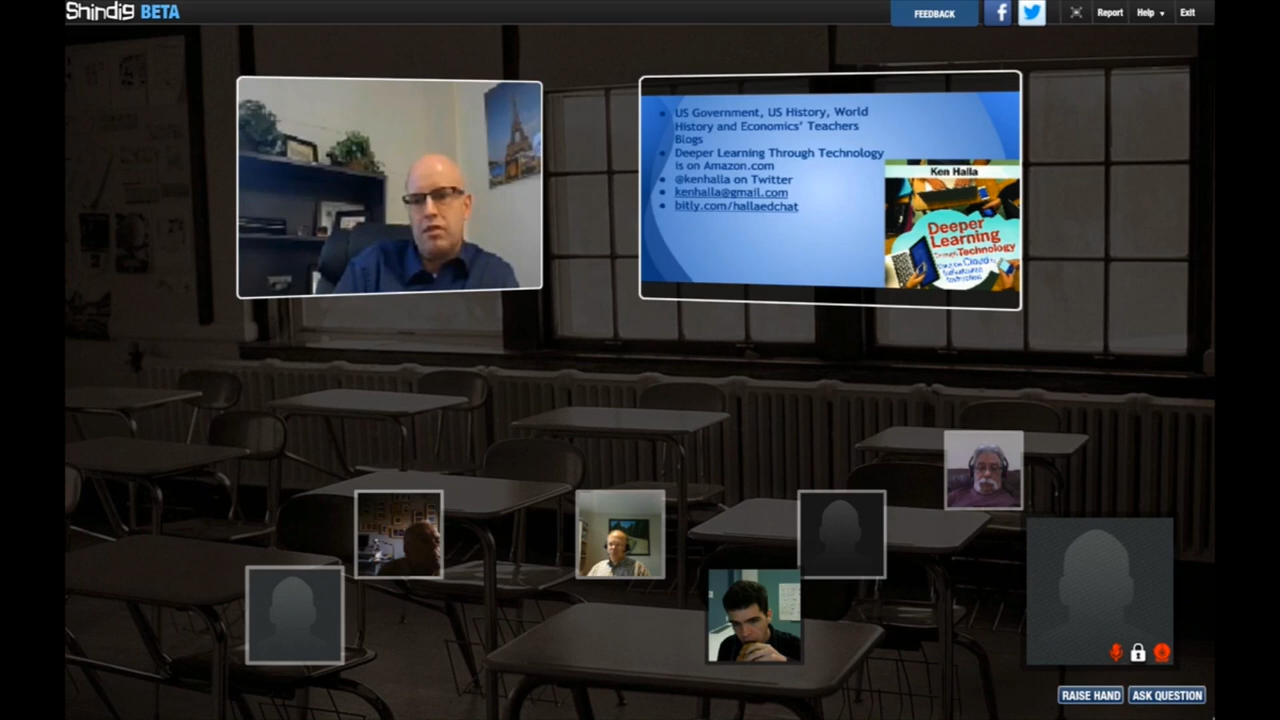 Shindig BETA
FEEDBACK
Report
Help
Exit
US Government, US History, World
History and Economics' Teachers
Blogs
Deeper Learning Through Technology
is on Amazon.com
@kenhalla on Twitter
kenhalla@gmail.com
bitly.com/hallaedchat
Ken Halla
Deeper
Learning
Through Technology
RAISE HAND
ASK QUESTION